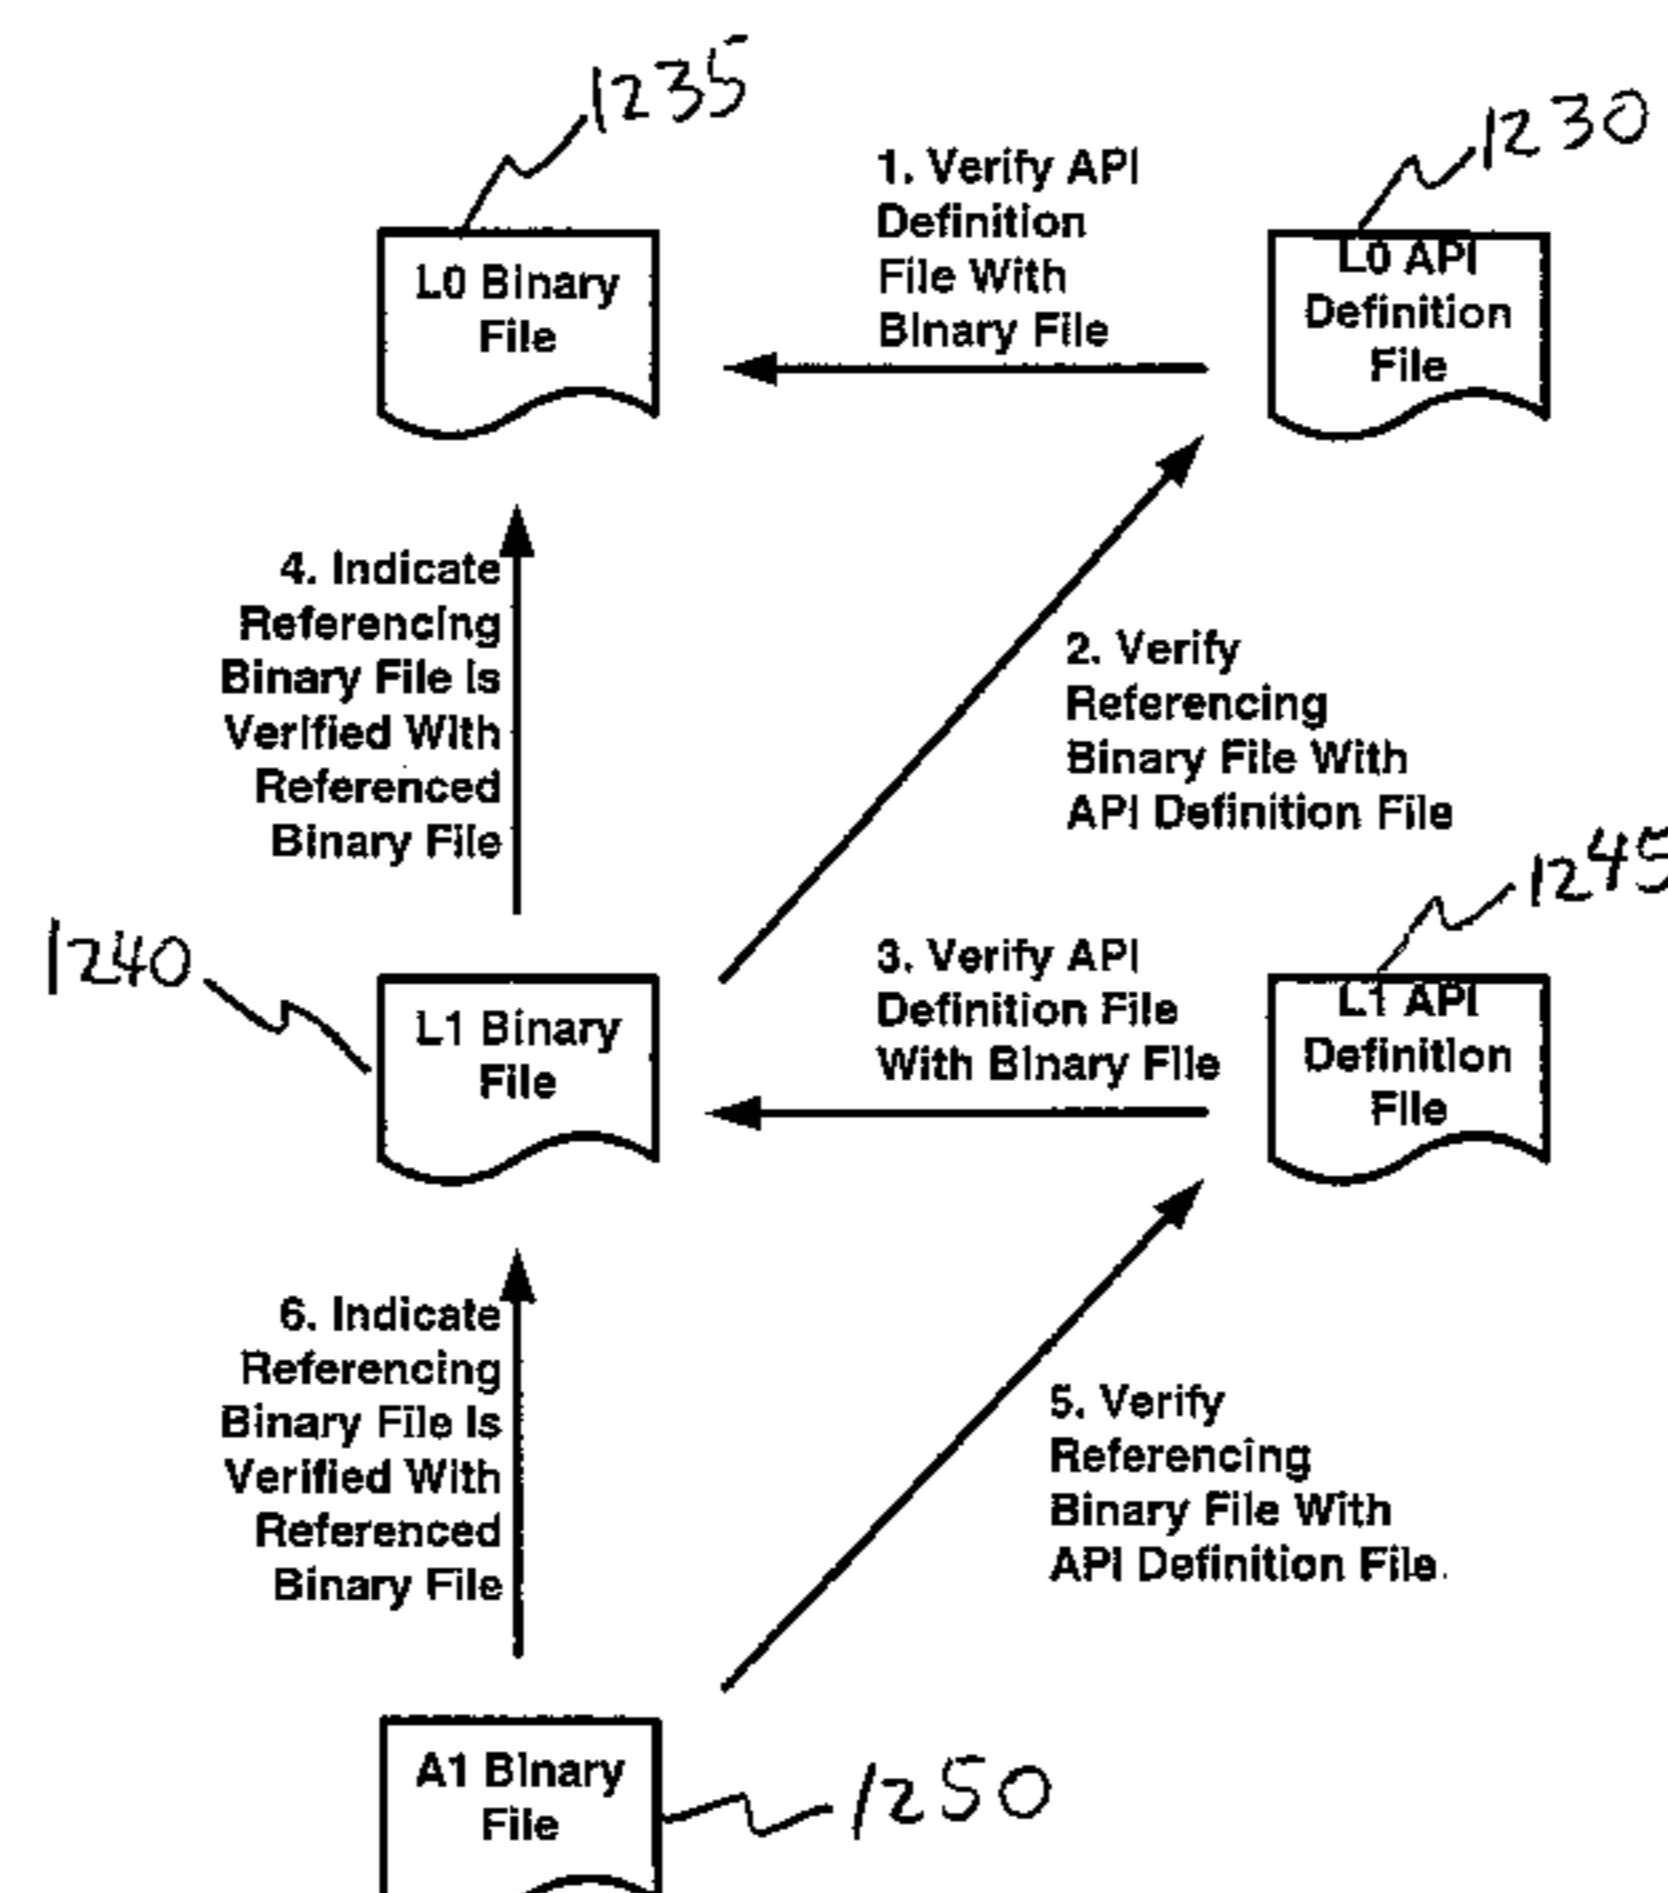 1235
1230
1. Verify API
Definition
File With
Binary File
L0 Binary
File
L0 API
Definition
File
4. Indicate
Referencing
Binary File Is
Verified With
Referenced
Binary File
2. Verify
Referencing
Binary File With
API Definition File
1245
1240
3. Verify API
Definition File
With Binary File
L1 Binary
File
L1 API
Definition
File
6. Indicate
Referencing
Binary File Is
Verified With
Referenced
Binary File
5. Verify
Referencing
Binary File With
API Definition File.
A1 Binary
File
1250